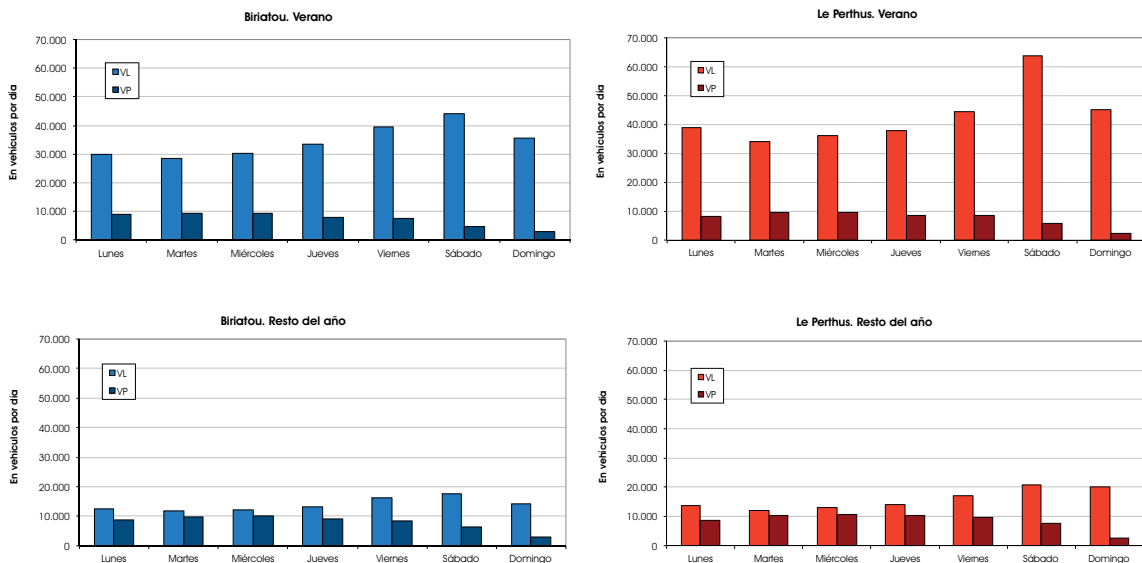 Biriatou. Verano
En vehículos por día
70.000
60.000
50.000
40.000
30.000
20.000
10.000
0
VL
VP
Lunes Martes Miércoles Jueves Viernes Sábado Domingo
Le Perthus. Verano
En vehículos por día
70.000
60.000
50.000
40.000
30.000
20.000
10.000
0
VL
VP
Lunes Martes Miércoles Jueves Viernes Sábado Domingo
Biriatou. Resto del año
En vehículos por día
70.000
60.000
50.000
40.000
30.000
20.000
10.000
0
VL
VP
Lunes Martes Miércoles Jueves Viernes Sábado Domingo
Le Perthus. Resto del año
En vehículos por día
70.000
60.000
50.000
40.000
30.000
20.000
10.000
0
VL
VP
Lunes Martes Miércoles Jueves Viernes Sábado Domingo